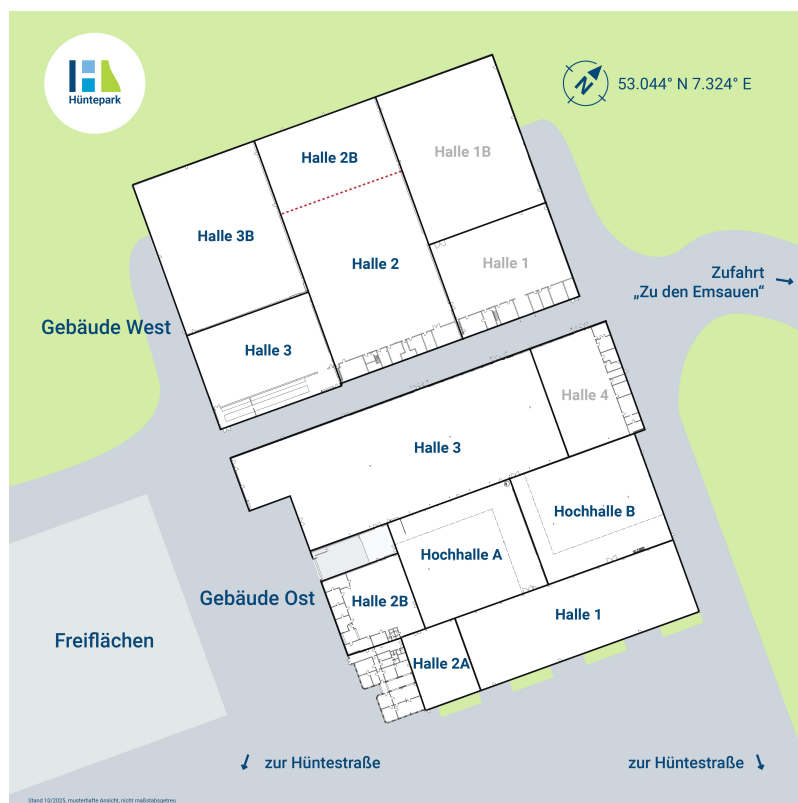 Hüntepark
N
53.044° N 7.324° E
Halle 1B
Halle 2B
Halle 3B
Halle 2
Halle 1
Zufahrt
„Zu den Emsauen“
Gebäude West
Halle 3
Halle 4
Halle 3
Hochhalle B
Hochhalle A
Gebäude Ost
Halle 2B
Halle 1
Freiflächen
Halle 2A
zur Hüntestraße
zur Hüntestraße
Stand 10/2025, musterhafte Ansicht, nicht maßstabsgetreu